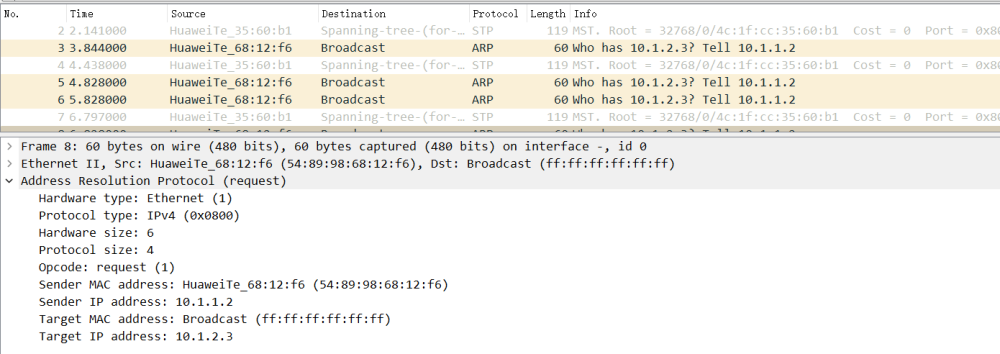 No. Time Source Destination Protocol Length Info
2 2.141000 HuaweiTe_35:60:b1 Spanning-tree-(for-… STP 119 MST. Root = 32768/0/4c:1f:cc:35:60:b1 Cost = 0 Port = 0x80
3 3.844000 HuaweiTe_68:12:f6 Broadcast ARP 60 Who has 10.1.2.3? Tell 10.1.1.2
4 4.438000 HuaweiTe_35:60:b1 Spanning-tree-(for-… STP 119 MST. Root = 32768/0/4c:1f:cc:35:60:b1 Cost = 0 Port = 0x80
5 4.828000 HuaweiTe_68:12:f6 Broadcast ARP 60 Who has 10.1.2.3? Tell 10.1.1.2
6 5.828000 HuaweiTe_68:12:f6 Broadcast ARP 60 Who has 10.1.2.3? Tell 10.1.1.2
7 6.797000 HuaweiTe_35:60:b1 Spanning-tree-(for-… STP 119 MST. Root = 32768/0/4c:1f:cc:35:60:b1 Cost = 0 Port = 0x80
Frame 8: 60 bytes on wire (480 bits), 60 bytes captured (480 bits) on interface -, id 0
Ethernet II, Src: HuaweiTe_68:12:f6 (54:89:98:68:12:f6), Dst: Broadcast (ff:ff:ff:ff:ff:ff)
Address Resolution Protocol (request)
Hardware type: Ethernet (1)
Protocol type: IPv4 (0x0800)
Hardware size: 6
Protocol size: 4
Opcode: request (1)
Sender MAC address: HuaweiTe_68:12:f6 (54:89:98:68:12:f6)
Sender IP address: 10.1.1.2
Target MAC address: Broadcast (ff:ff:ff:ff:ff:ff)
Target IP address: 10.1.2.3